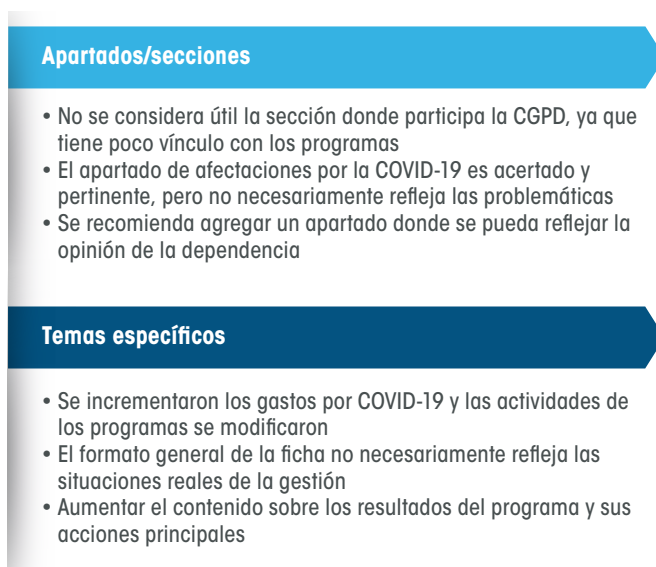 Apartados/secciones
• No se considera útil la sección donde participa la CGPD, ya que
tiene poco vínculo con los programas
• El apartado de afectaciones por la COVID-19 es acertado y
pertinente, pero no necesariamente refleja las problemáticas
• Se recomienda agregar un apartado donde se pueda reflejar la
opinión de la dependencia
Temas específicos
• Se incrementaron los gastos por COVID-19 y las actividades de
los programas se modificaron
• El formato general de la ficha no necesariamente refleja las
situaciones reales de la gestión
• Aumentar el contenido sobre los resultados del programa y sus
acciones principales